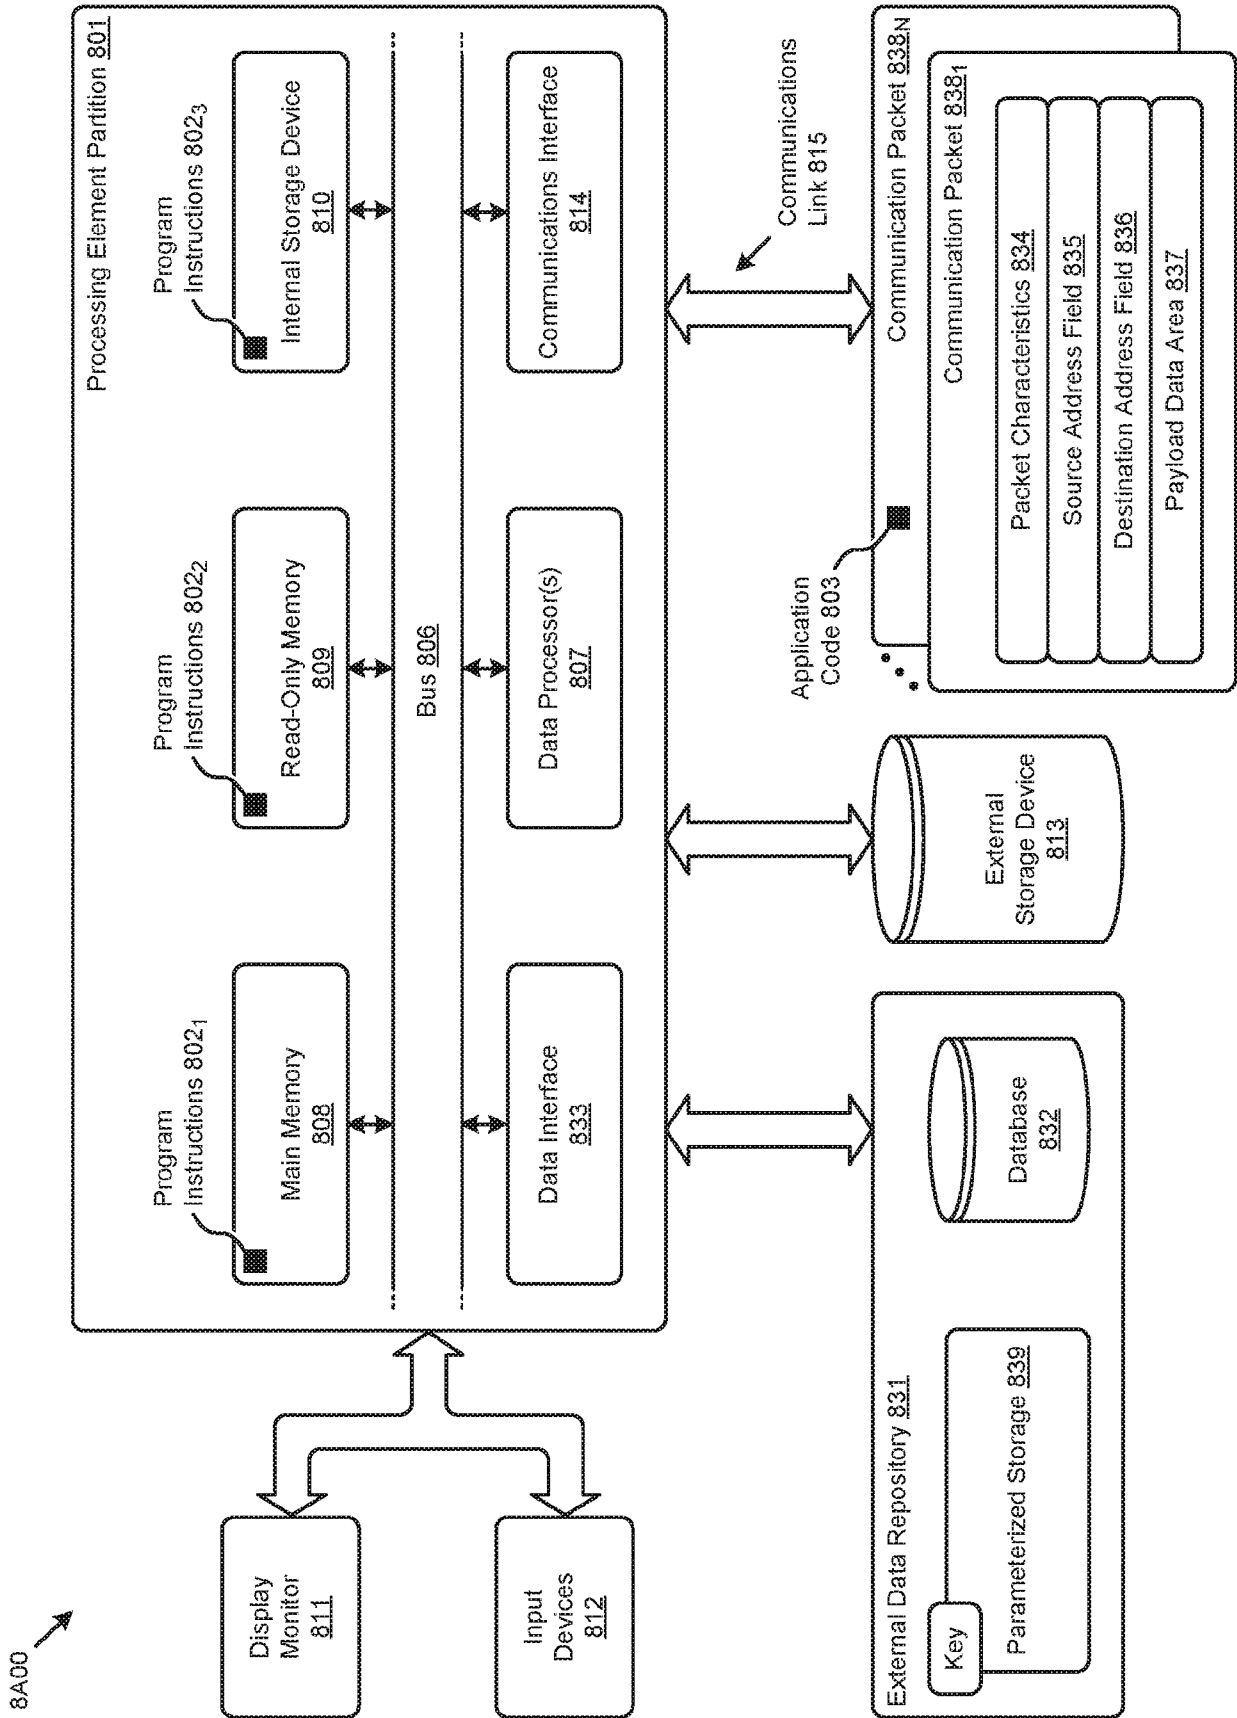 8A00
Processing Element Partition 801
Program
Instructions 802₁
Program
Instructions 802₂
Program
Instructions 802₃
Main Memory
808
Read-Only Memory
809
Internal Storage Device
810
Display
Monitor
811
Bus 806
Input
Devices
812
Data Interface
833
Data Processor(s)
807
Communications Interface
814
Communications
Link 815
External Data Repository 831
Key
Parameterized Storage 839
Database
832
External
Storage Device
813
Application
Code 803
Communication Packet 838N
Communication Packet 838₁
Packet Characteristics 834
Source Address Field 835
Destination Address Field 836
Payload Data Area 837